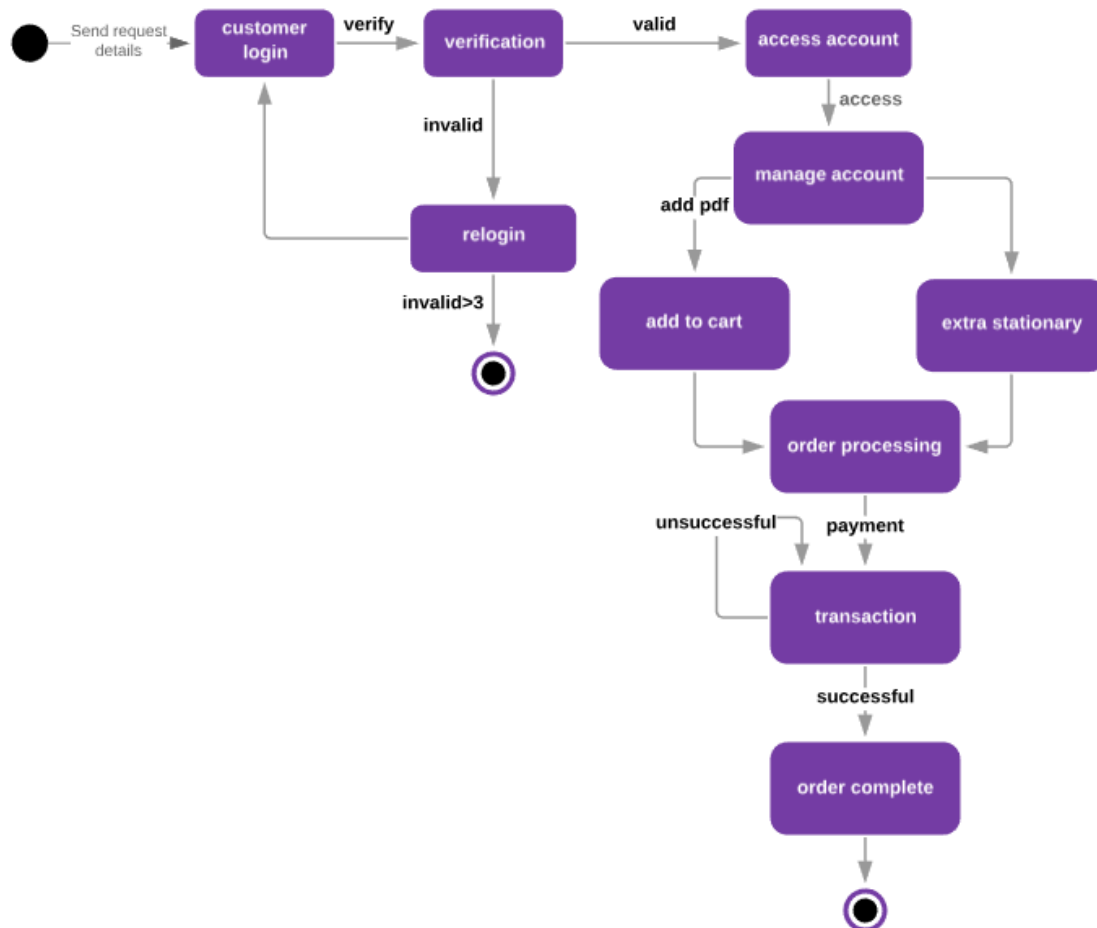 Send request
details
customer
login
verify
verification
valid
access account
access
invalid
manage account
add pdf
relogin
invalid>3
add to cart
extra stationary
order processing
unsuccessful
payment
transaction
successful
order complete